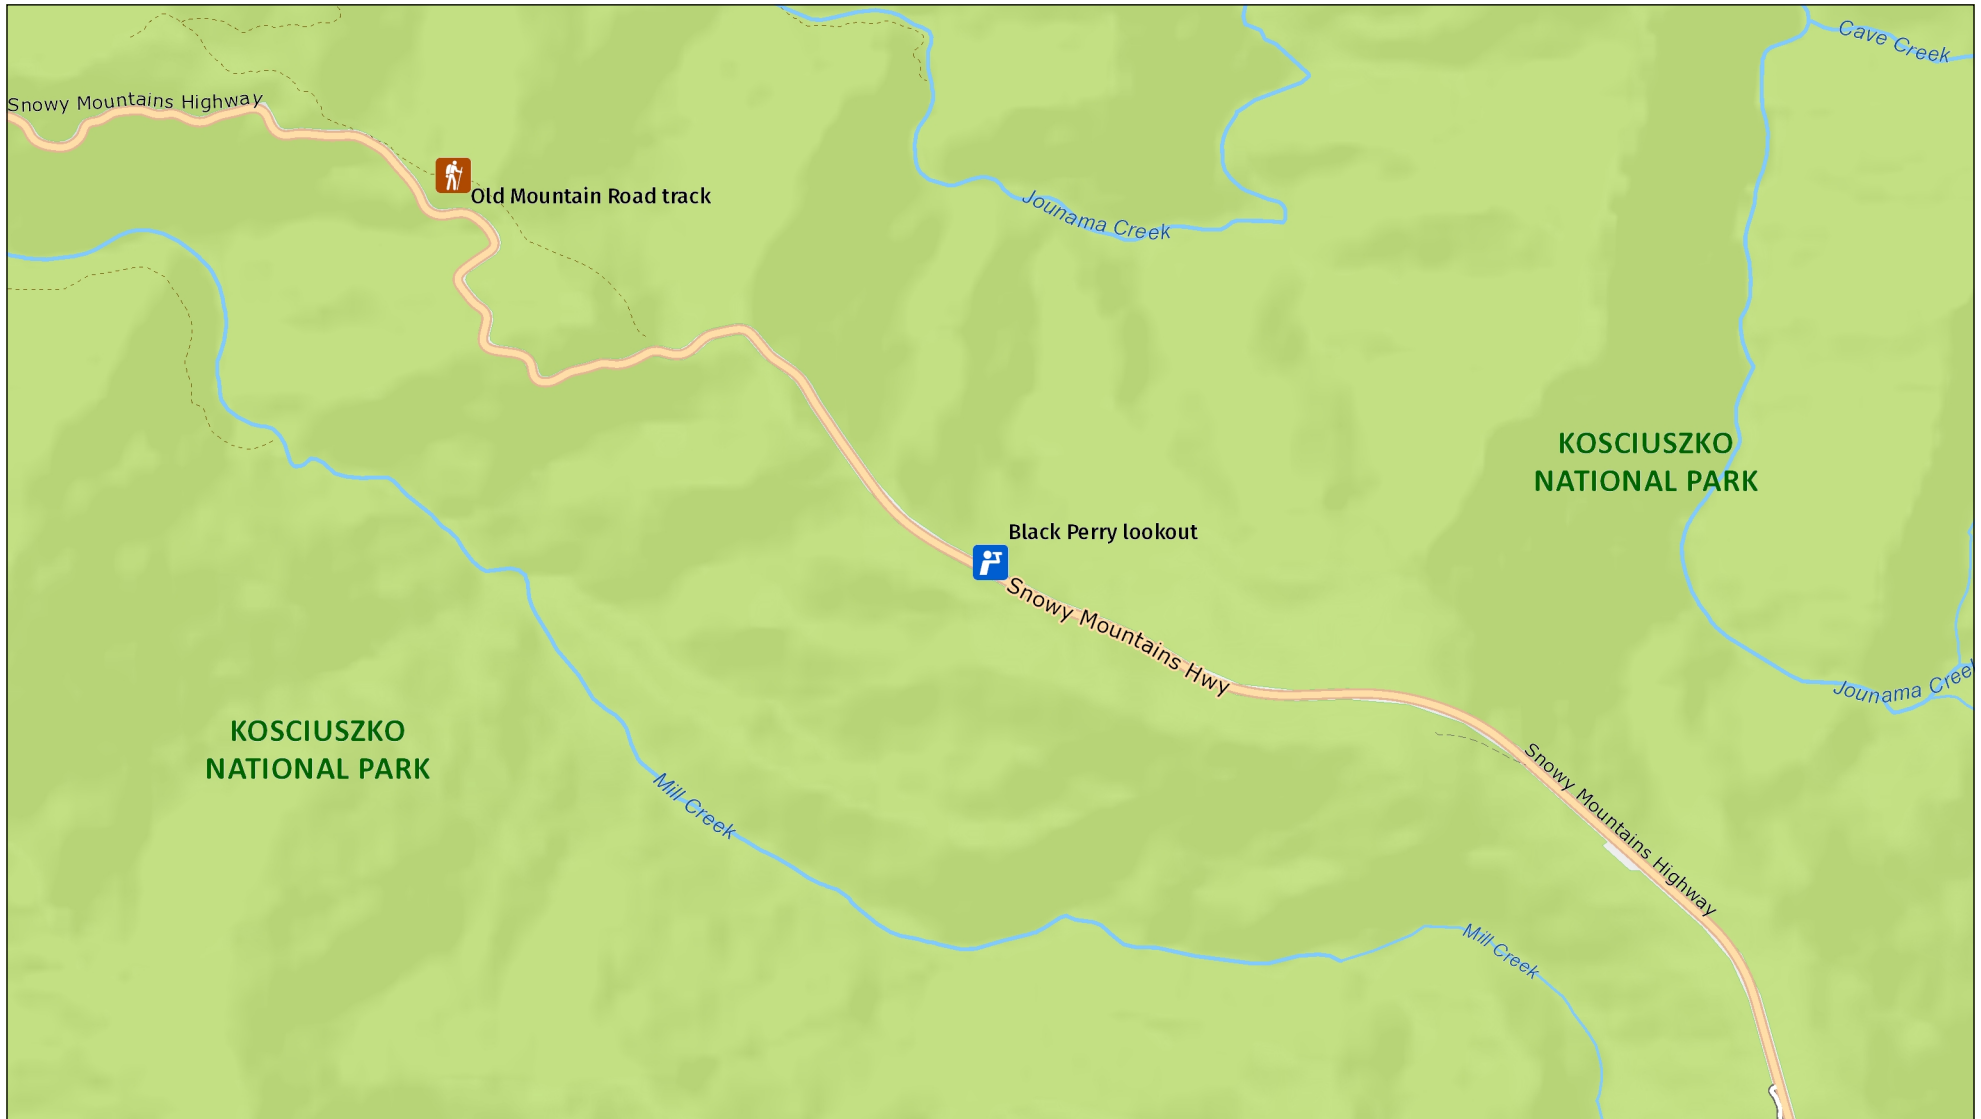 Cave Creek
Snowy Mountains Highway
Old Mountain Road track
Jounama Creek
KOSCIUSZKO
NATIONAL PARK
Black Perry lookout
Snowy Mountains Hwy
Jounama Creek
KOSCIUSZKO
NATIONAL PARK
Mill Creek
Snowy Mountains Highway
Mill Creek